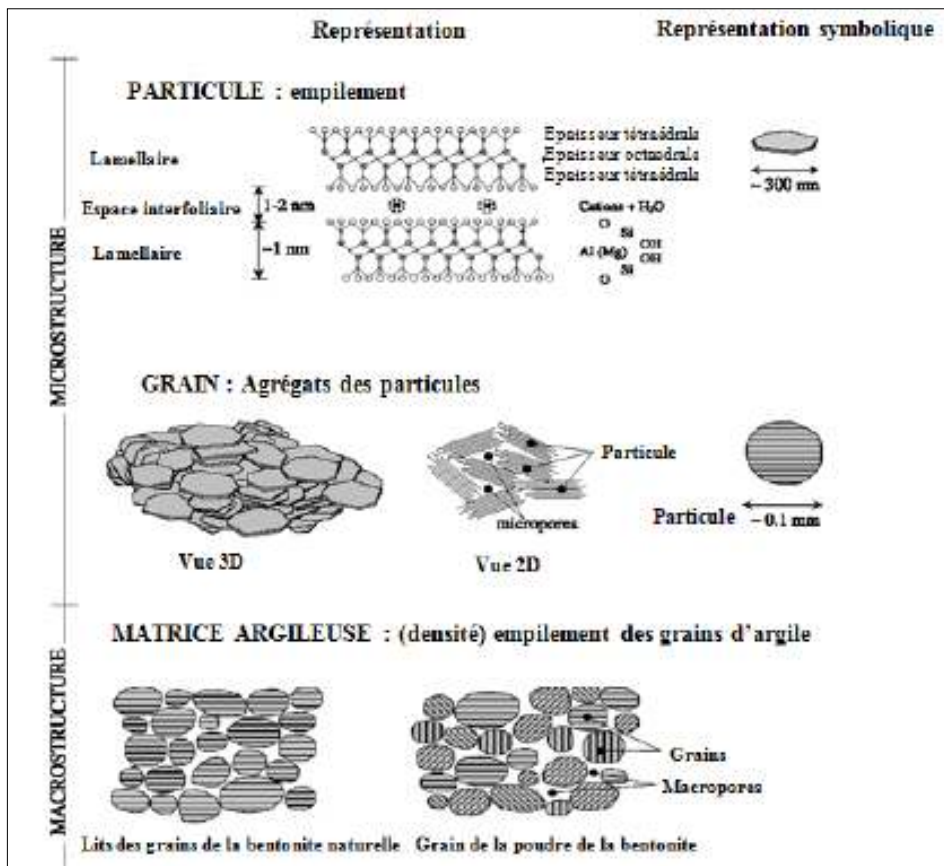 Représentation
Représentation symbolique
PARTICULE : empilement
Lamellaire
Epaisseur tétraédrale
Epaisseur octaedrale
Epaisseur tétraédrale
~300 nm
1-2 nm
Espace interfoliaire
Cations + H₂O
Lamellaire
~1 nm
O
Si
OH
Al (Mg)
OH
Si
O
MICROSTRUCTURE
GRAIN : Agrégats des particules
Particule
micropores
Particule
~0.1 mm
Vue 3D
Vue 2D
MACROSTRUCTURE
MATRICE ARGILEUSE : (densité) empilement des grains d'argile
Grains
Macropores
Lits des grains de la bentonite naturelle
Grain de la poudre de la bentonite